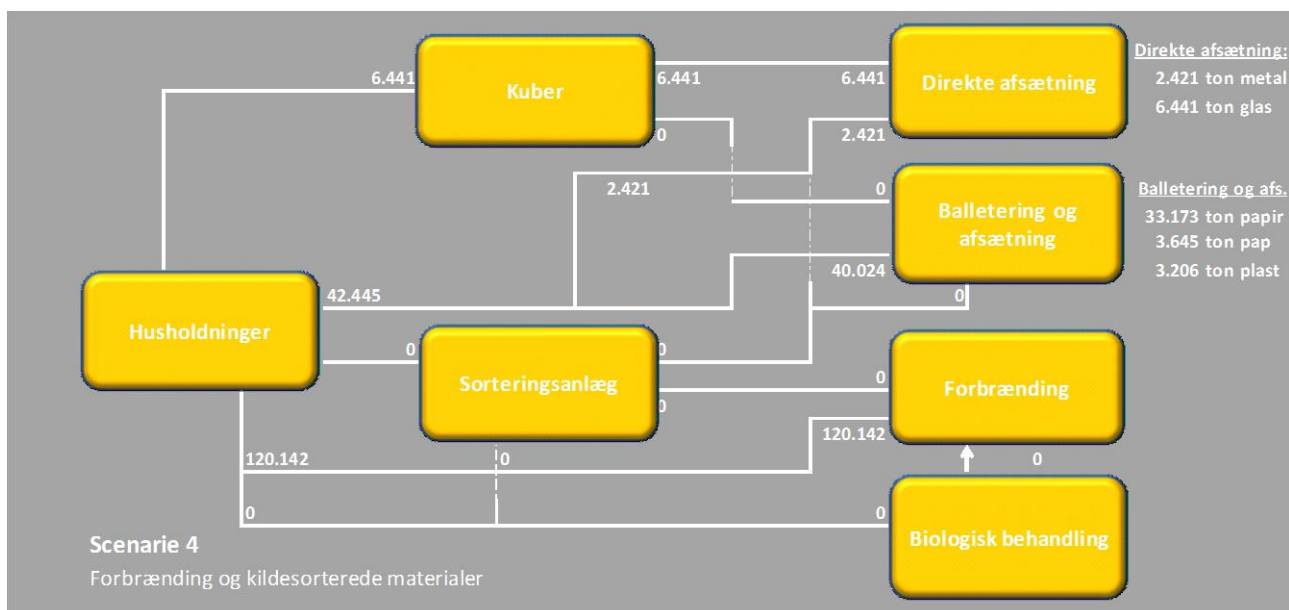 Kuber
6.441
6.441
0
Direkte afsætning
6.441
2.421
Direkte afsætning:
2.421 ton metal
6.441 ton glas
2.421
0
Balletering og
afsætning
40.024
0
Balletering og afs.
33.173 ton papir
3.645 ton pap
3.206 ton plast
Husholdninger
42.445
0
Sorteringsanlæg
0
0
0
Forbrænding
120.142
120.142
0
0
0
0
Biologisk behandling
Scenarie 4
Forbrænding og kildesorterede materialer